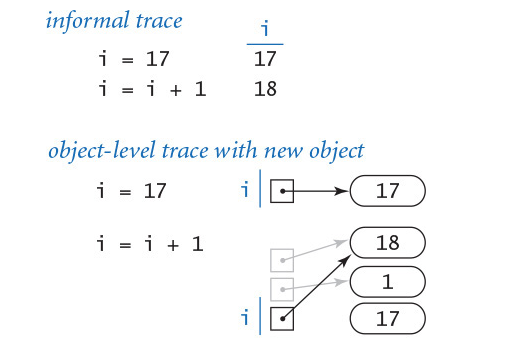 informal trace
i
i = 17 17
i = i + 1 18
object-level trace with new object
i = 17 i 17
i = i + 1 18
1
i 17